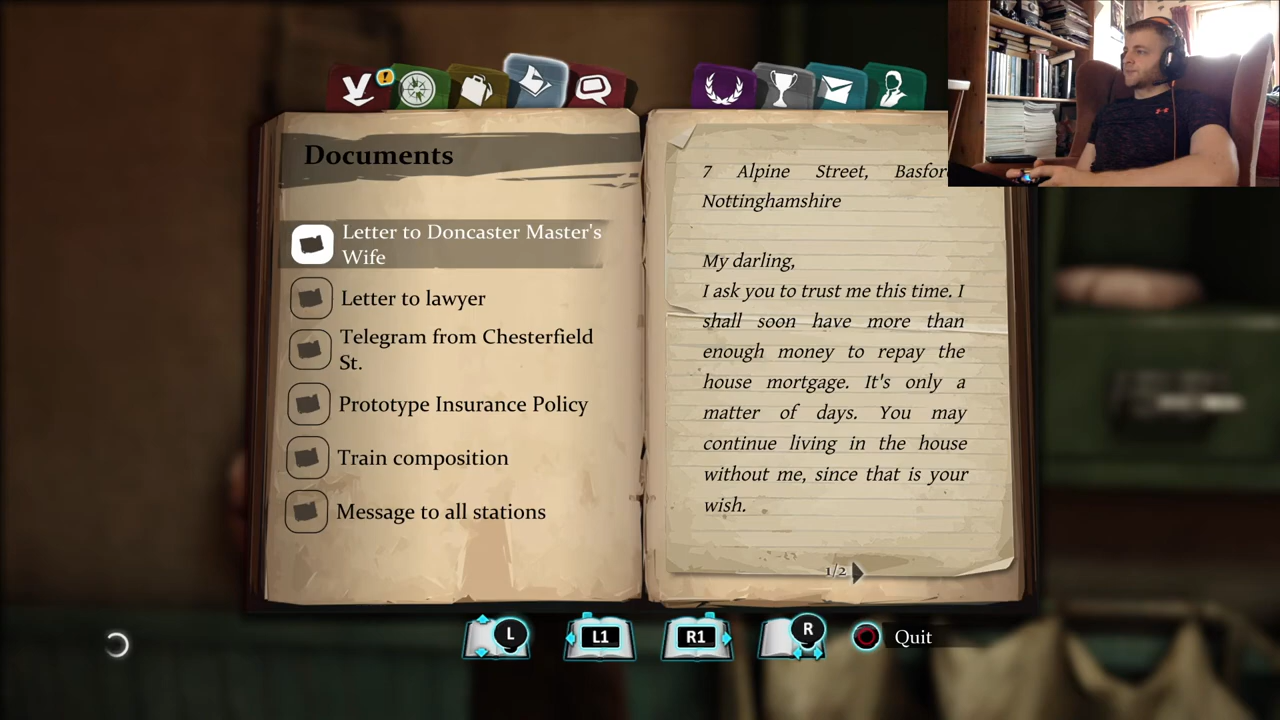 Documents
Letter to Doncaster Master's
Wife
Letter to lawyer
Telegram from Chesterfield
St.
Prototype Insurance Policy
Train composition
Message to all stations
7 Alpine Street,
Nottinghamshire
My darling,
I ask you to trust me this time. I
shall soon have more than
enough money to repay the
house mortgage. It's only a
matter of days. You may
continue living in the house
without me, since that is your
wish.
1/2
L
L1
R1
R
Quit